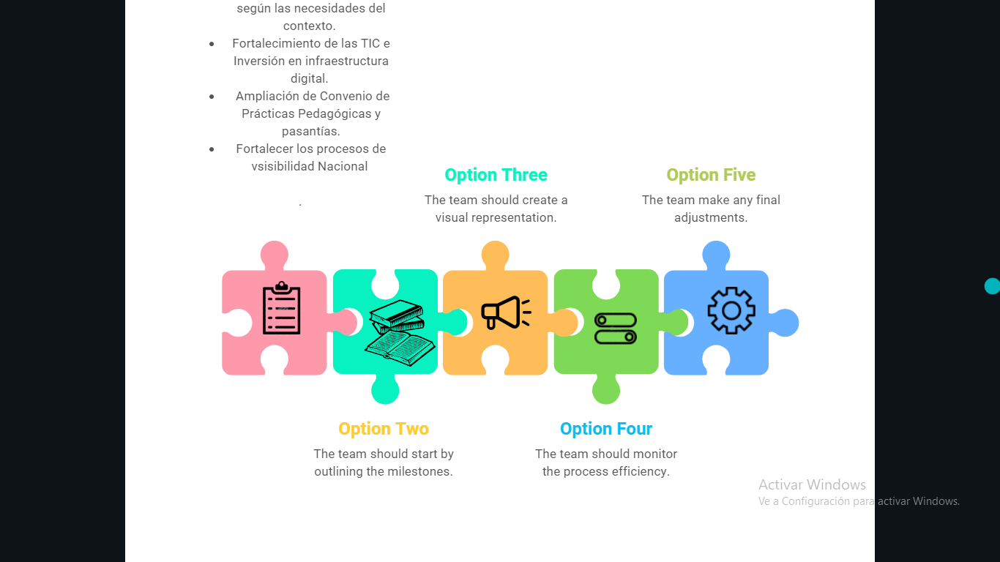 según las necesidades del
contexto.
• Fortalecimiento de las TIC e
Inversión en infraestructura
digital.
• Ampliación de Convenio de
Prácticas Pedagógicas y
pasantías.
• Fortalecer los procesos de
vsisibilidad Nacional
.
Option Three
The team should create a
visual representation.
Option Five
The team make any final
adjustments.
Option Two
The team should start by
outlining the milestones.
Option Four
The team should monitor
the process efficiency.
Activar Windows
Ve a Configuración para activar Windows.